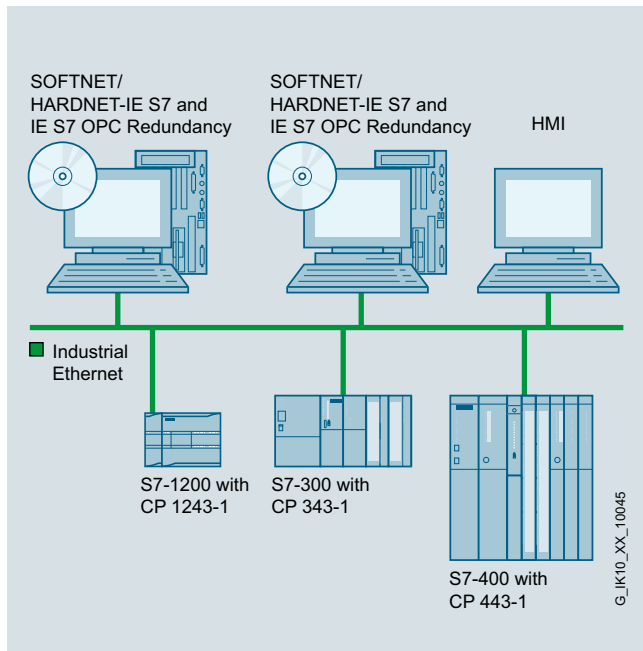 SOFTNET/
HARDNET-IE S7 and
IE S7 OPC Redundancy
SOFTNET/
HARDNET-IE S7 and
IE S7 OPC Redundancy
HMI
Industrial
Ethernet
S7-1200 with
CP 1243-1
S7-300 with
CP 343-1
S7-400 with
CP 443-1
G_IK10_XX_10045